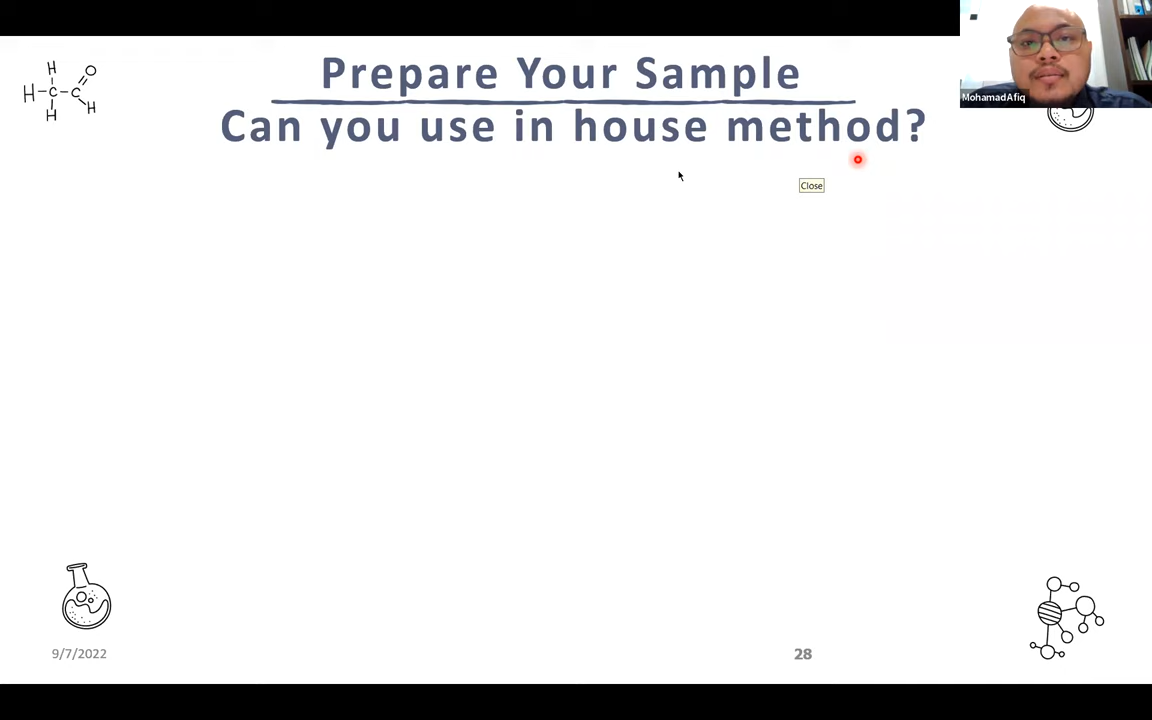 MohamadAfiq
Prepare Your Sample
Can you use in house method?
Close
H
H C C O
H H
9/7/2022
28